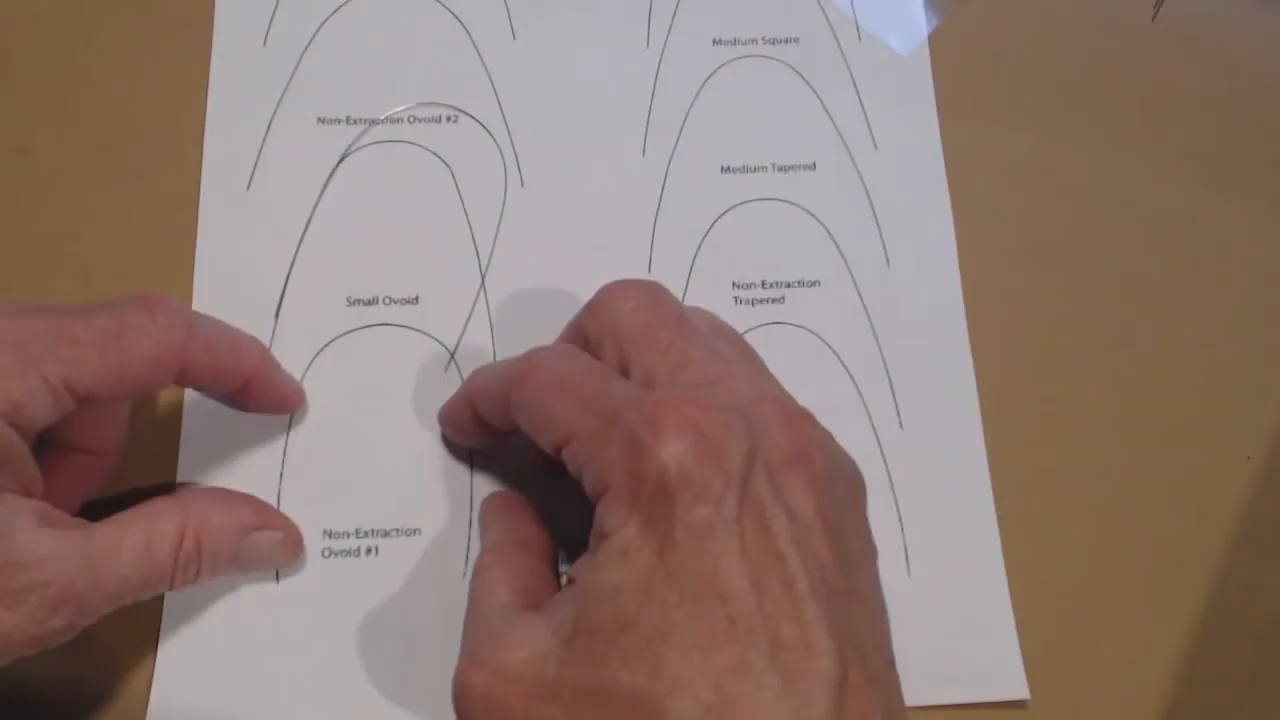 Non-Extraction Ovoid #2
Small Ovoid
Non-Extraction
Ovoid #1
Medium Square
Medium Tapered
Non-Extraction
Trapered